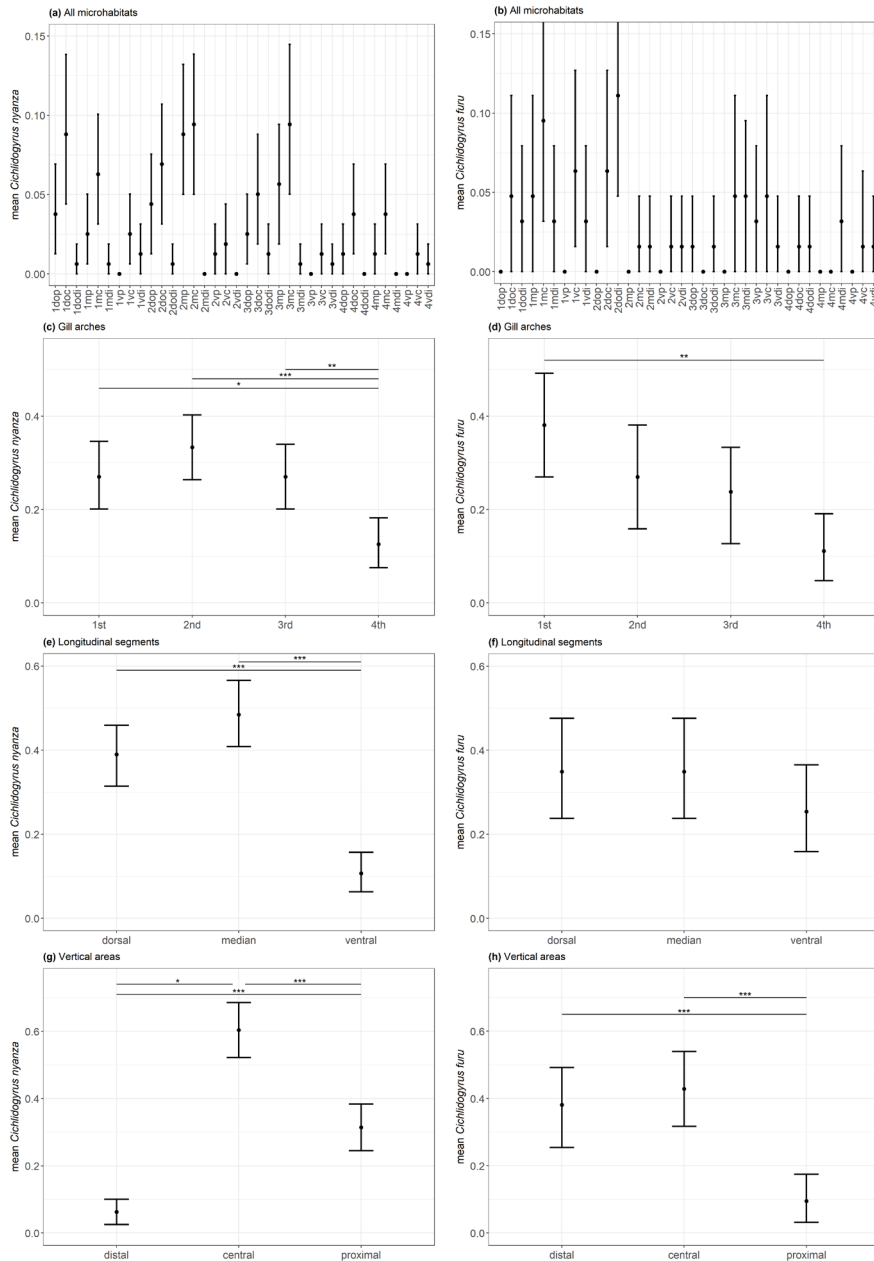 (a) All microhabitats
mean Cichlidogyrus nyanza
0.15
0.10
0.05
0.00
1dop 1doc 1dodi 1mp 1mc 1mdi 1vp 1vc 1vdi 2dop 2doc 2dodi 2mp 2mc 2mdi 2vp 2vc 2vdi 3dop 3doc 3dodi 3mp 3mc 3mdi 3vp 3vc 3vdi 4dop 4doc 4dodi 4mp 4mc 4mdi 4vp 4vc 4vdi
(b) All microhabitats
mean Cichlidogyrus furu
0.15
0.10
0.05
0.00
1dop 1doc 1dodi 1mp 1mc 1mdi 1vp 1vc 1vdi 2dop 2doc 2dodi 2mp 2mc 2mdi 2vp 2vc 2vdi 3dop 3doc 3dodi 3mp 3mc 3mdi 3vp 3vc 3vdi 4dop 4doc 4dodi 4mp 4mc 4mdi 4vp 4vc 4vdi
(c) Gill arches
mean Cichlidogyrus nyanza
**
***
*
0.4
0.2
0.0
1st 2nd 3rd 4th
(d) Gill arches
mean Cichlidogyrus furu
**
0.4
0.2
0.0
1st 2nd 3rd 4th
(e) Longitudinal segments
mean Cichlidogyrus nyanza
***
***
0.6
0.4
0.2
0.0
dorsal median ventral
(f) Longitudinal segments
mean Cichlidogyrus furu
0.6
0.4
0.2
0.0
dorsal median ventral
(g) Vertical areas
mean Cichlidogyrus nyanza
* ***
***
0.6
0.4
0.2
0.0
distal central proximal
(h) Vertical areas
mean Cichlidogyrus furu
***
***
0.6
0.4
0.2
0.0
distal central proximal